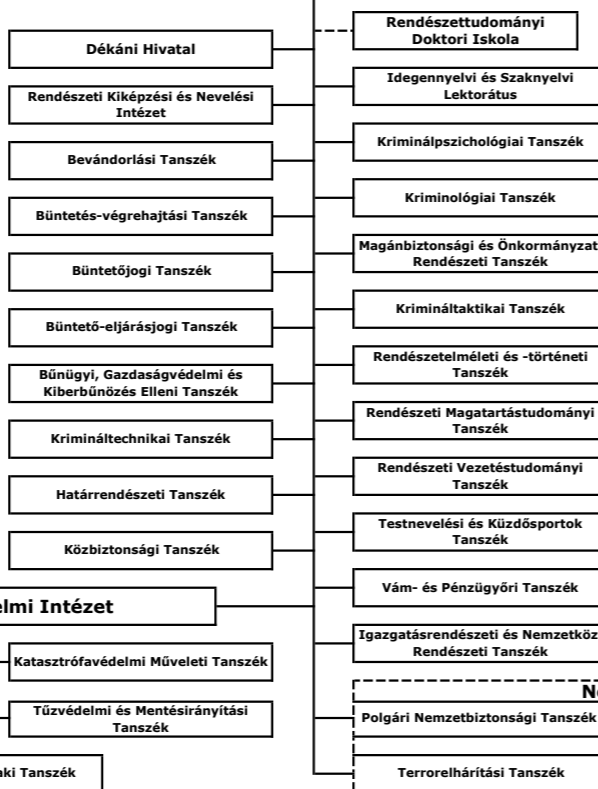 Dékáni Hivatal
Rendészeti Kiképzési és Nevelési
Intézet
Bevándorlási Tanszék
Büntetés-végrehajtási Tanszék
Büntetőjogi Tanszék
Büntető-eljárásjogi Tanszék
Bűnügyi, Gazdaságvédelmi és
Kiberbűnözés Elleni Tanszék
Krimináltechnikai Tanszék
Határrendészeti Tanszék
Közbiztonsági Tanszék
Intézet
Katasztrófavédelmi Műveleti Tanszék
Tűzvédelmi és Mentésirányítási
Tanszék
Tanszék
Rendészettudományi
Doktori Iskola
Idegennyelvi és Szaknyelvi
Lektorátus
Kriminálpszichológiai Tanszék
Kriminológiai Tanszék
Magánbiztonsági és Önkormányzat
Rendészeti Tanszék
Krimináltaktikai Tanszék
Rendészetelméleti és -történeti
Tanszék
Rendészeti Magatartástudományi
Tanszék
Rendészeti Vezetéstudományi
Tanszék
Testnevelési és Küzdősportok
Tanszék
Vám- és Pénzügyőri Tanszék
Igazgatásrendészeti és Nemzetköz
Rendészeti Tanszék
Polgári Nemzetbiztonsági Tanszék
Terrorelhárítási Tanszék